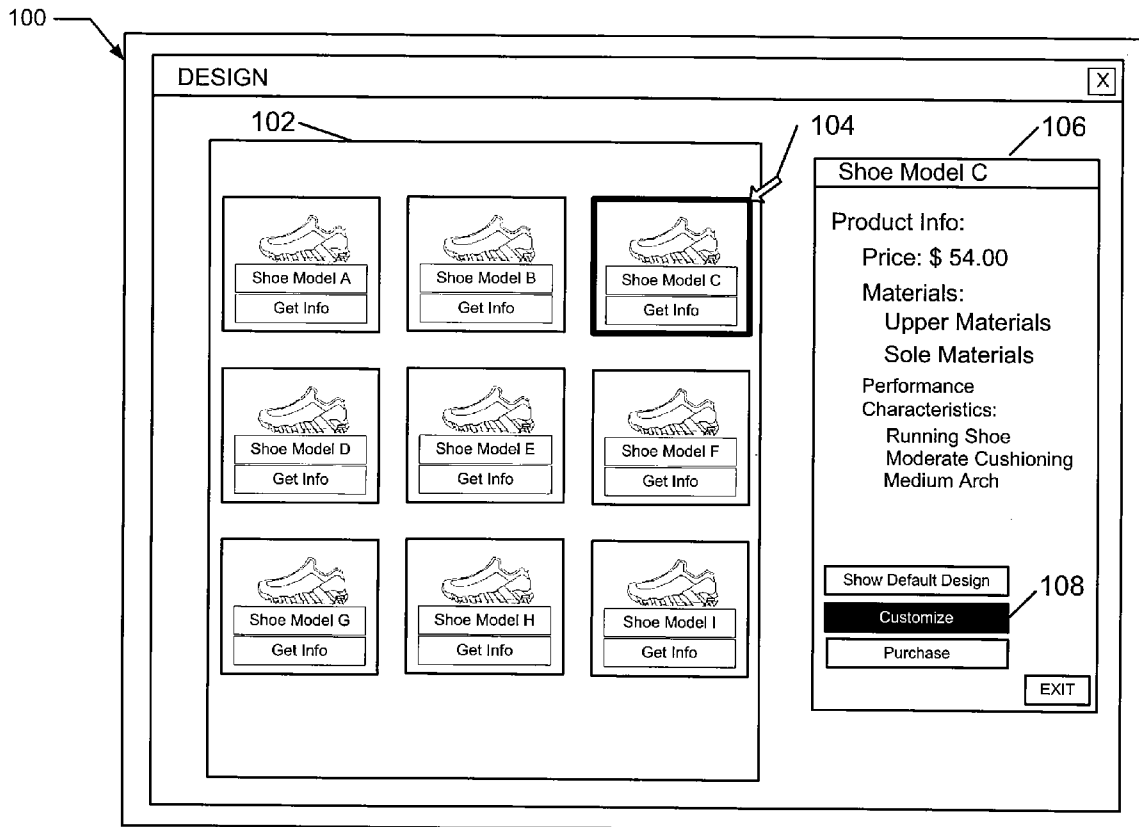 100
DESIGN
X
102
104
106
Shoe Model A
Get Info
Shoe Model B
Get Info
Shoe Model C
Get Info
Shoe Model D
Get Info
Shoe Model E
Get Info
Shoe Model F
Get Info
Shoe Model G
Get Info
Shoe Model H
Get Info
Shoe Model I
Get Info
Shoe Model C
Product Info:
Price: $ 54.00
Materials:
Upper Materials
Sole Materials
Performance
Characteristics:
Running Shoe
Moderate Cushioning
Medium Arch
Show Default Design
108
Customize
Purchase
EXIT